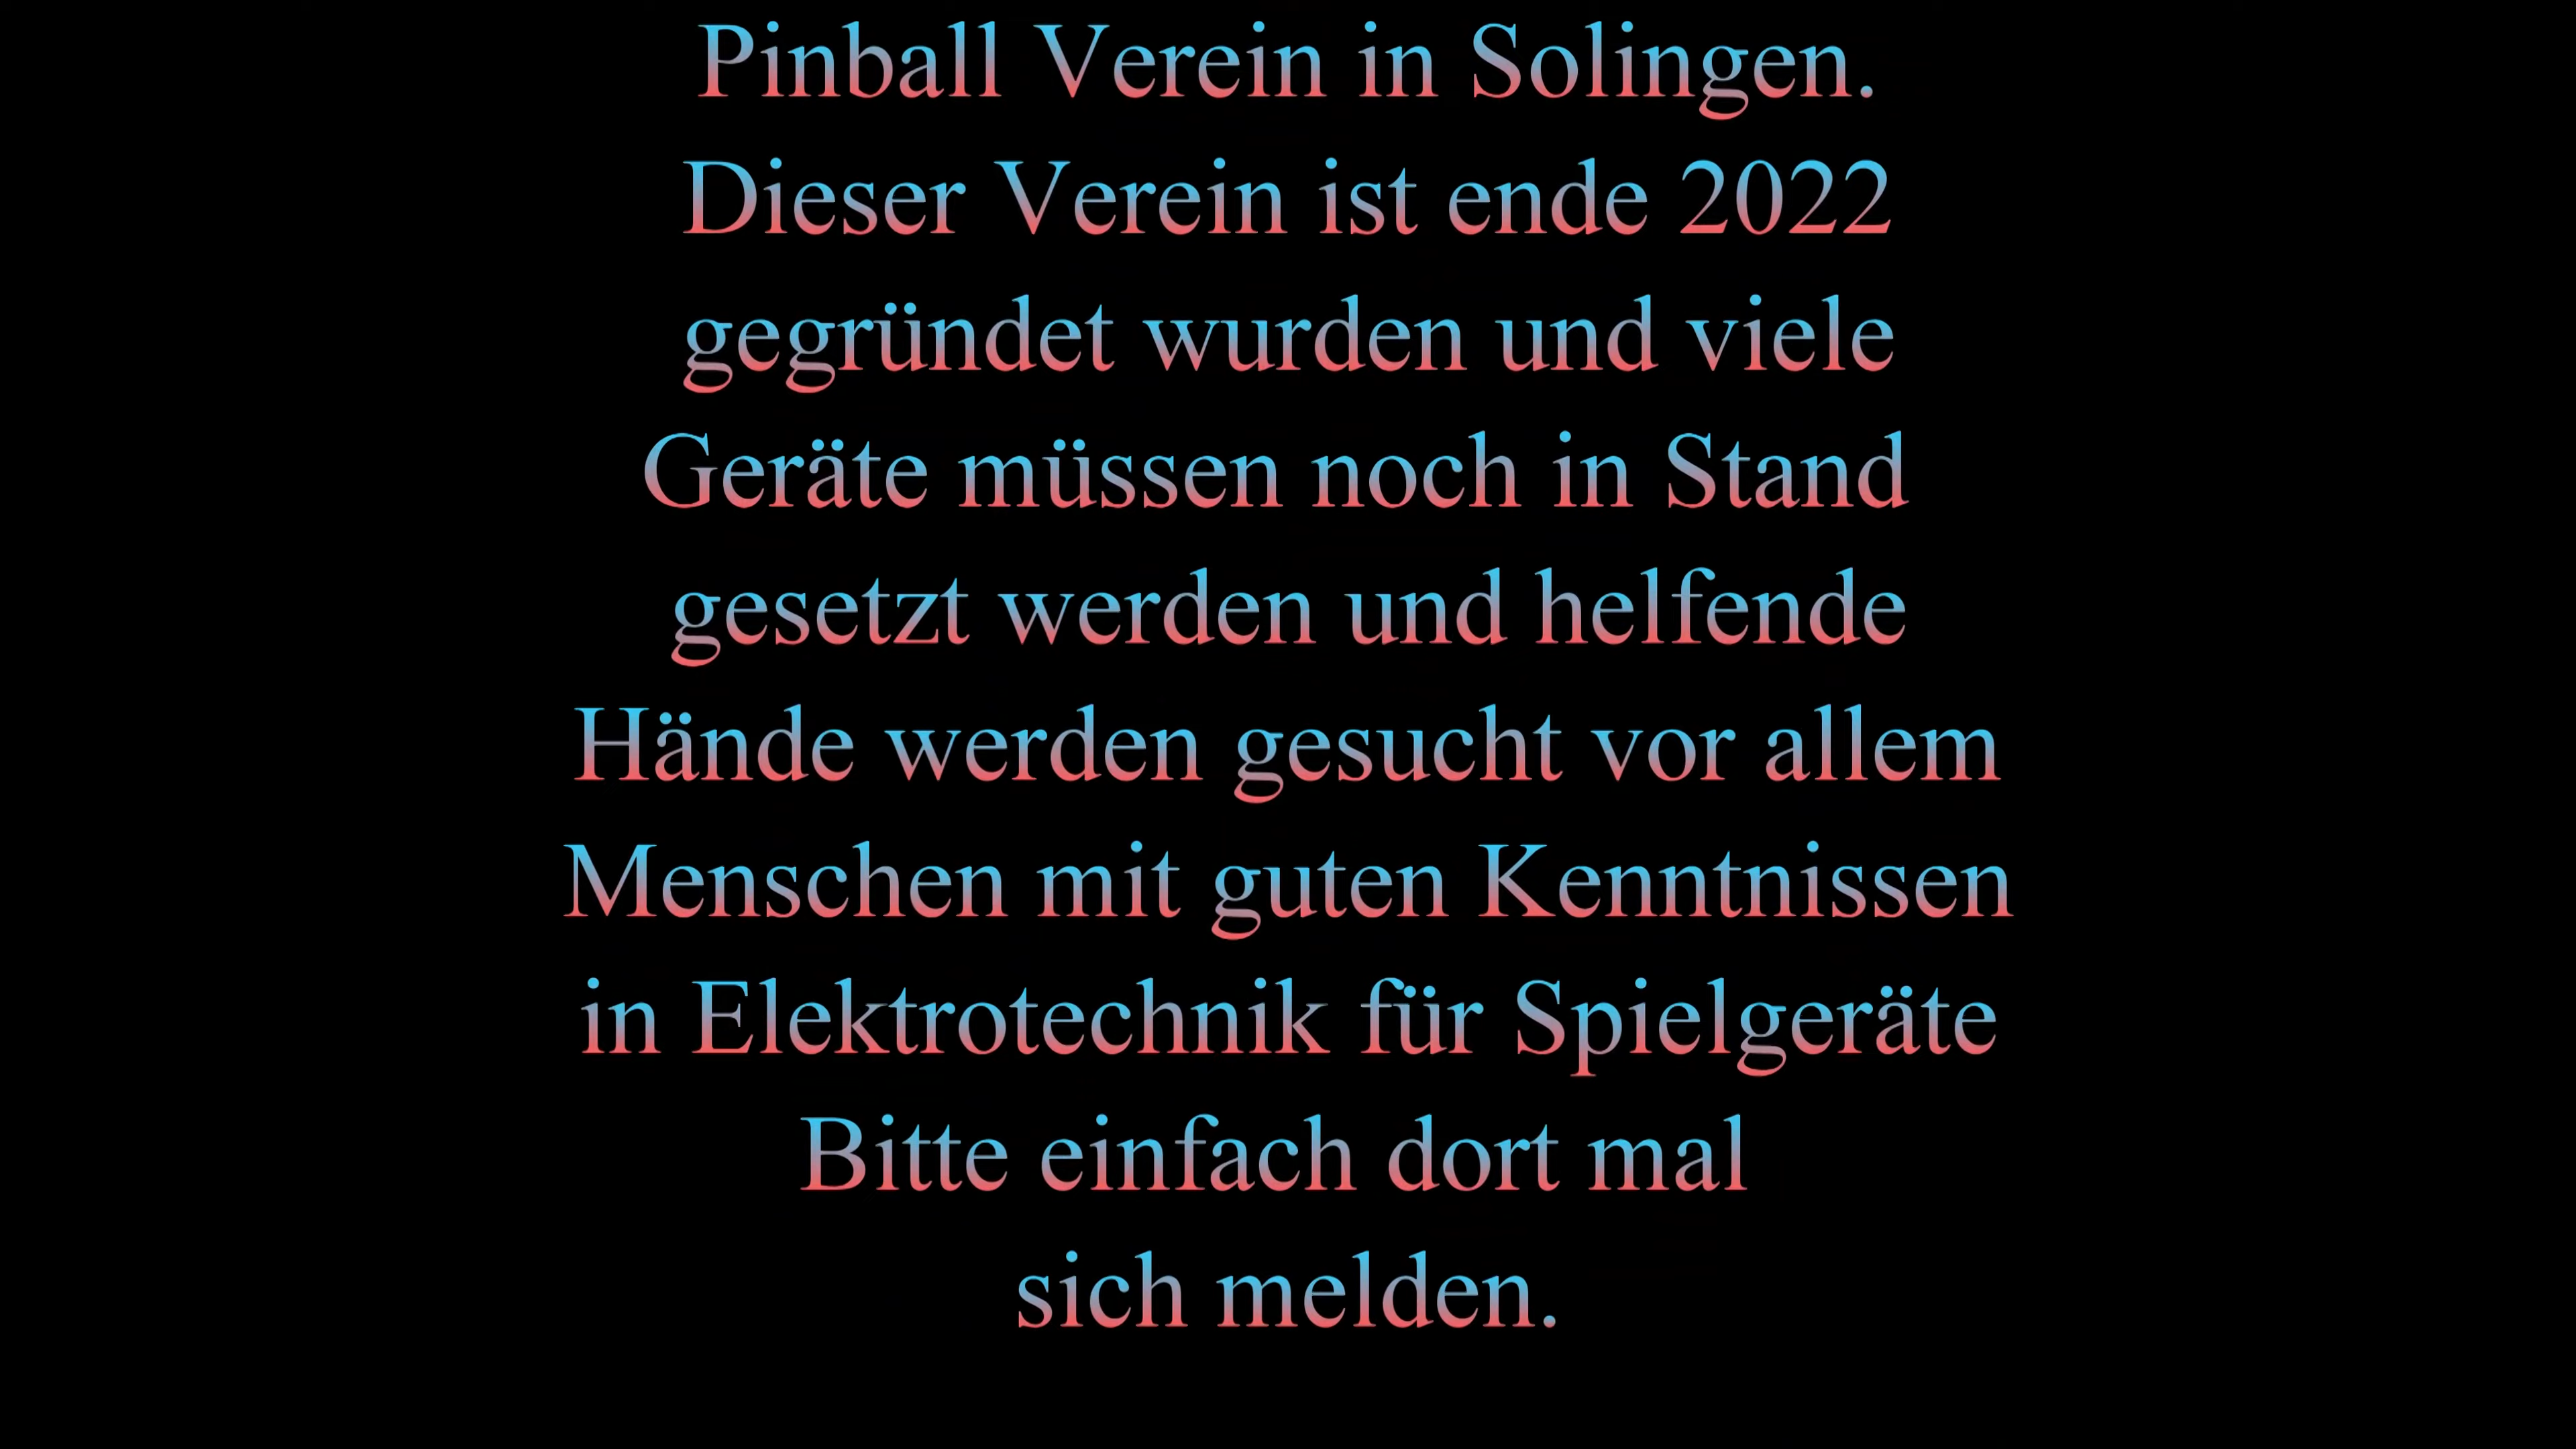 Pinball Verein in Solingen.
Dieser Verein ist ende 2022
gegründet wurden und viele
Geräte müssen noch in Stand
gesetzt werden und helfende
Hände werden gesucht vor allem
Menschen mit guten Kenntnissen
in Elektrotechnik für Spielgeräte
Bitte einfach dort mal
sich melden.